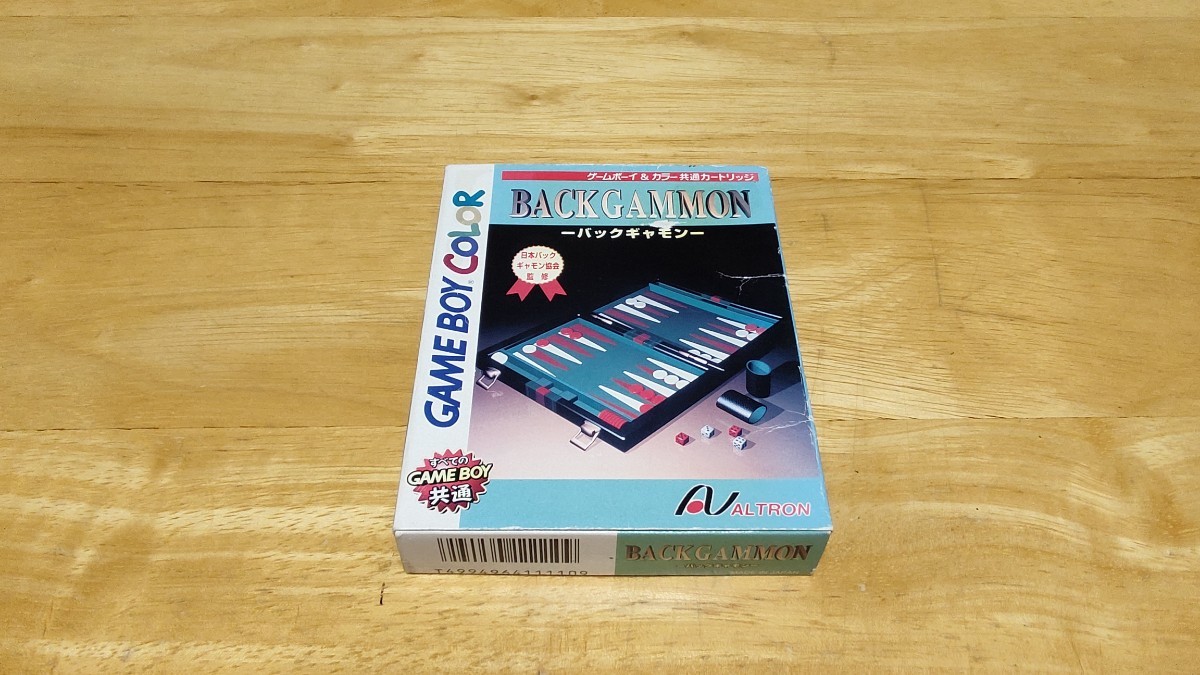 ゲームボーイ & カラー 共通カートリッジ
BACKGAMMON
ーバックギャモンー
日本バック
ギャモン協会
監修
GAME BOY COLOR
すべての
GAME BOY
共通
ALTRON
T4994964111109
BACKGAMMON